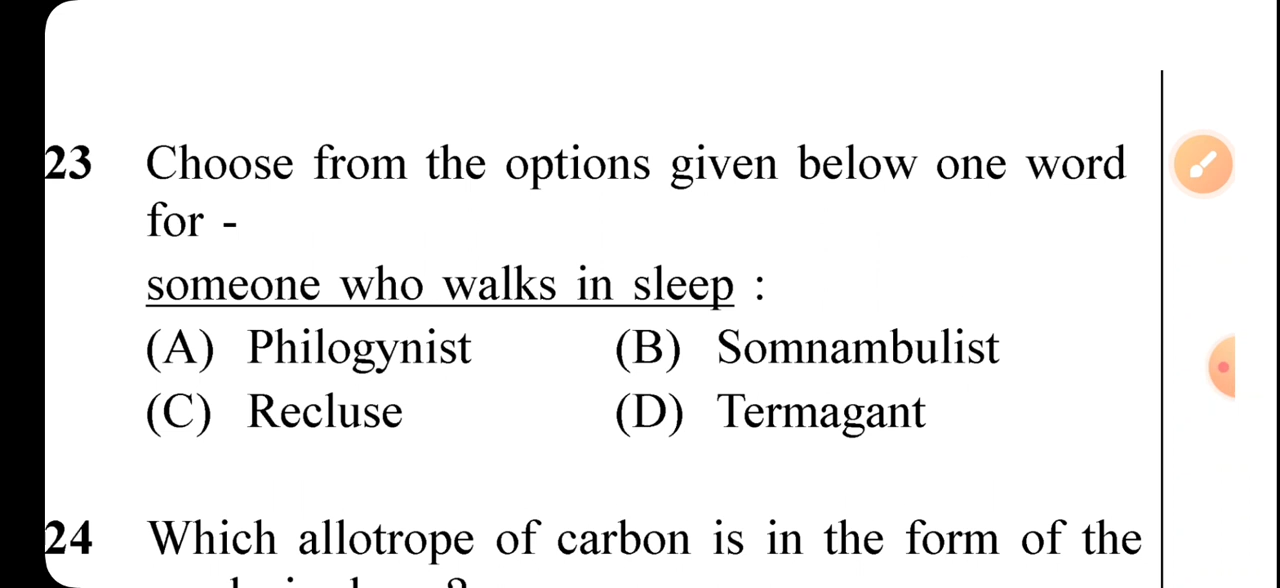 23 Choose from the options given below one word
for -
someone who walks in sleep :
(A) Philogynist (B) Somnambulist
(C) Recluse (D) Termagant
24 Which allotrope of carbon is in the form of the